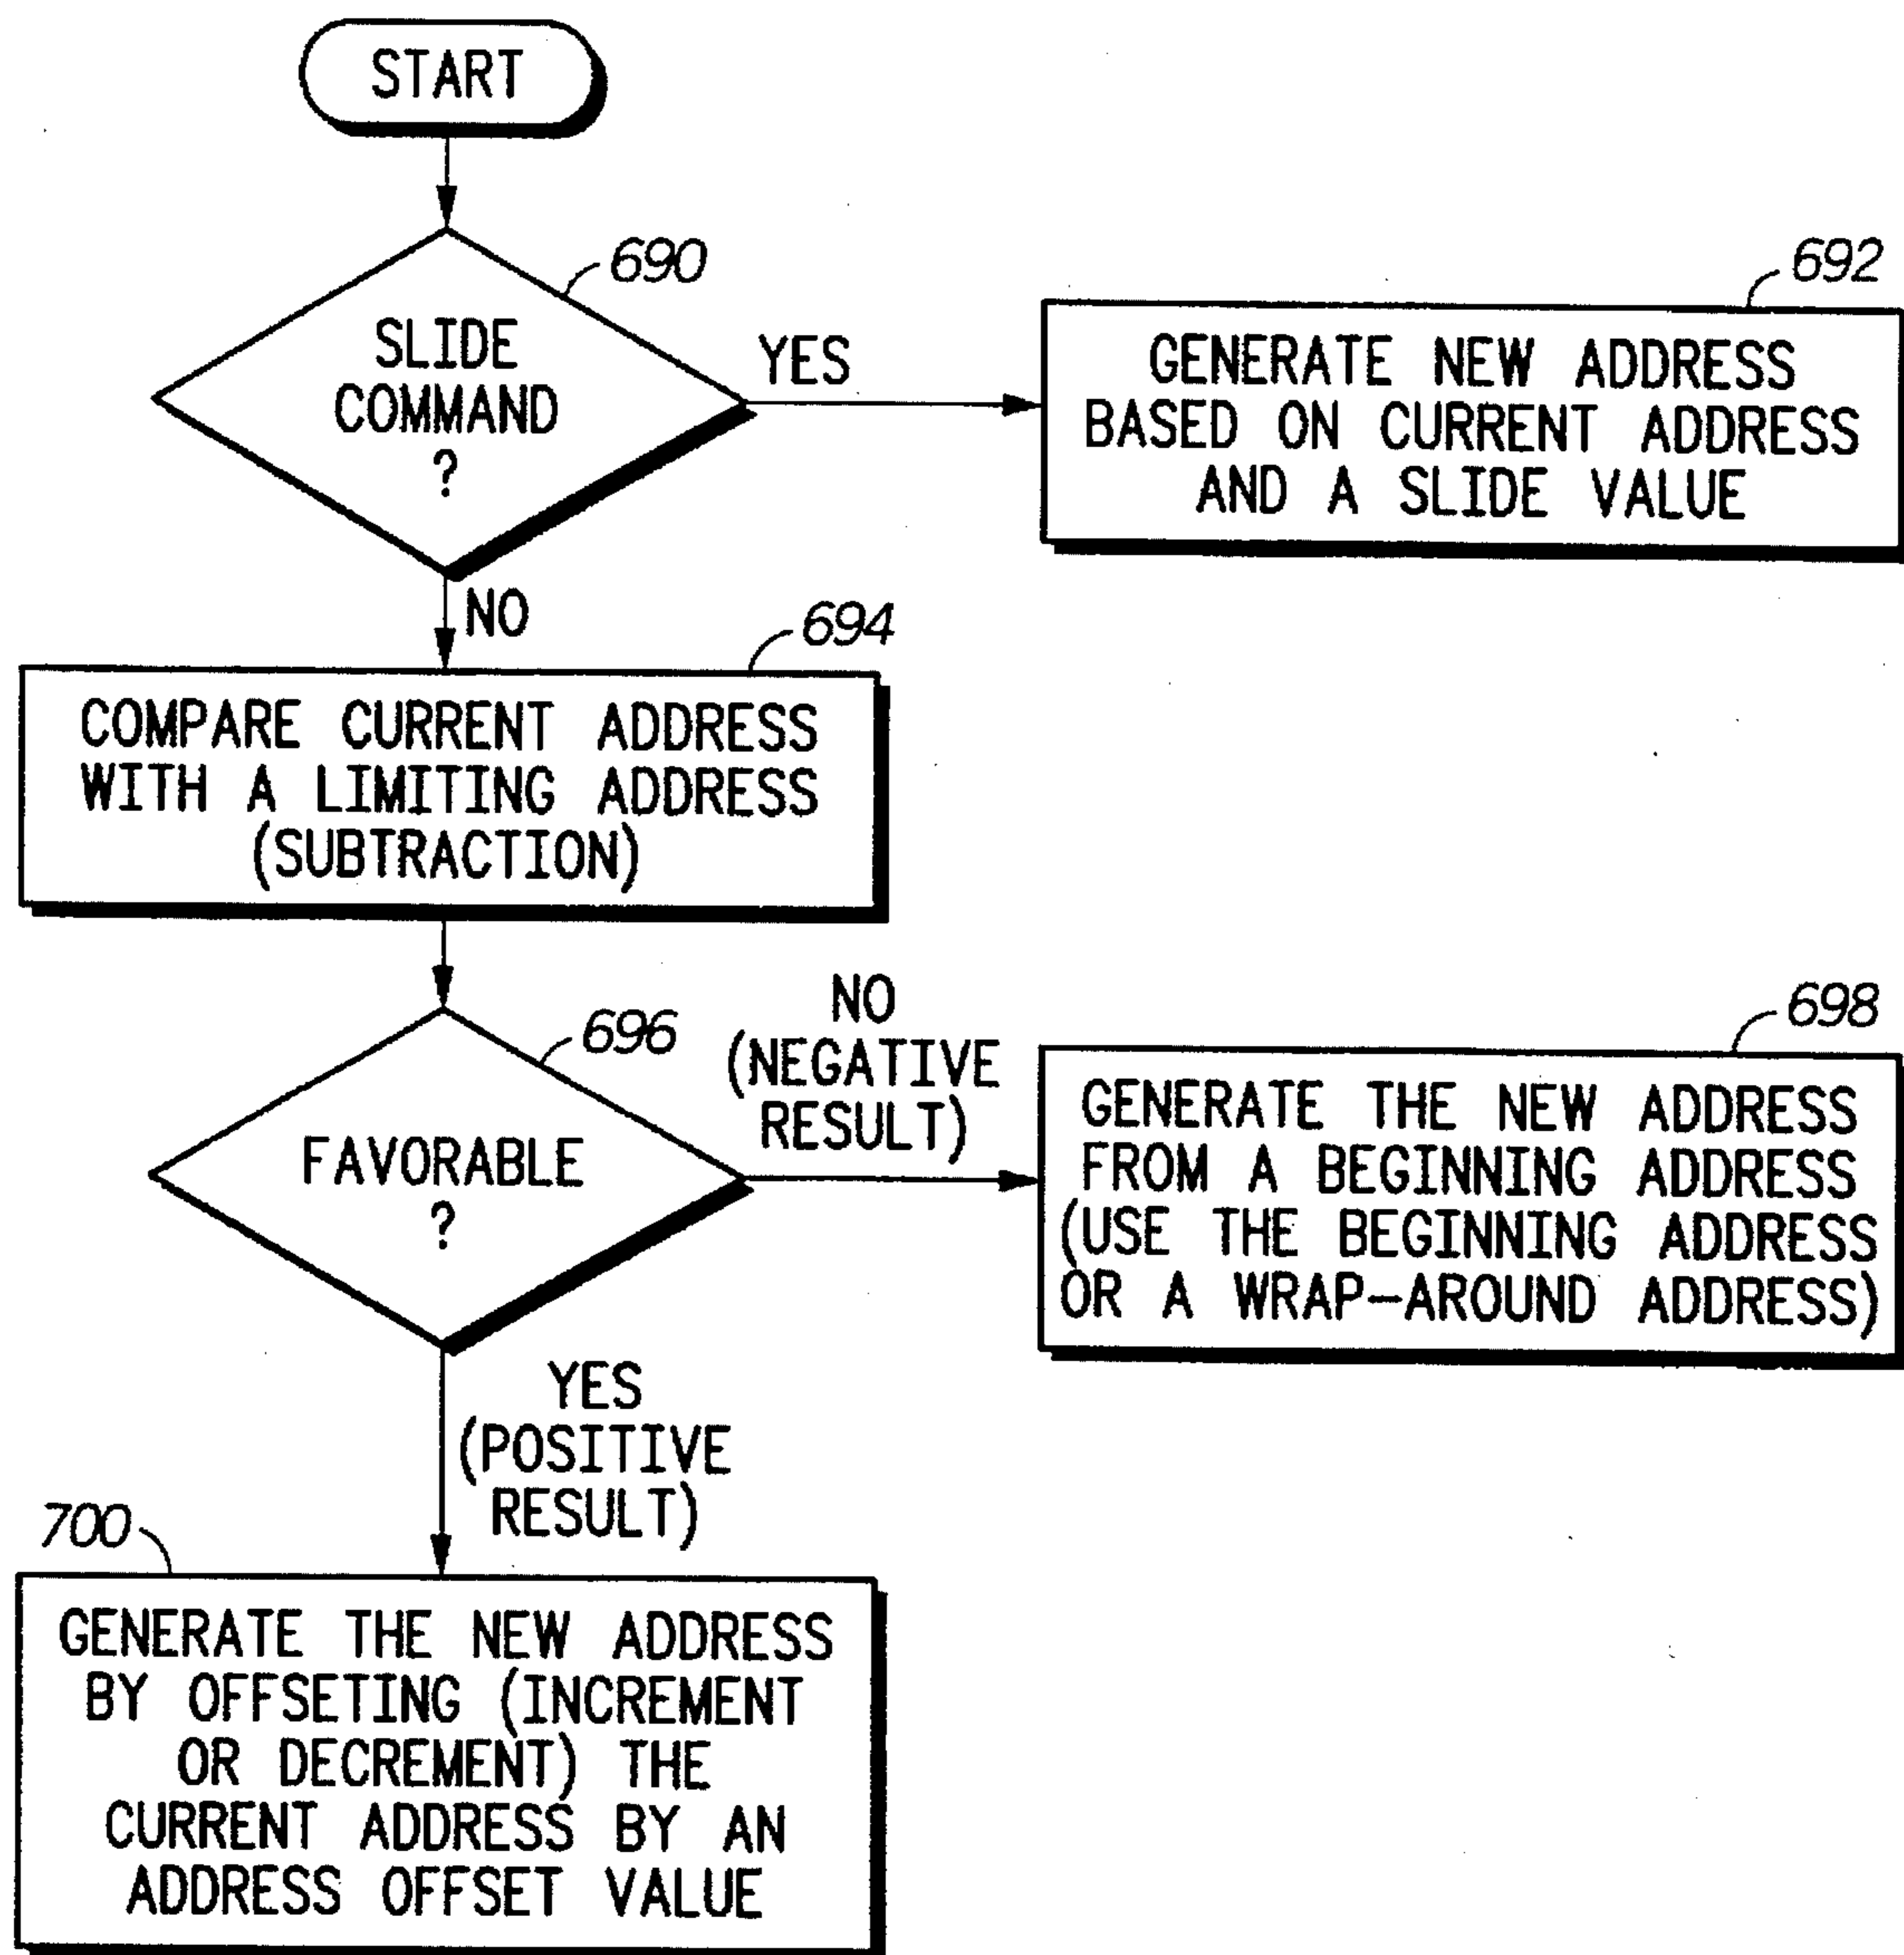 START
690
SLIDE
COMMAND
?
YES
692
GENERATE NEW ADDRESS
BASED ON CURRENT ADDRESS
AND A SLIDE VALUE
NO
694
COMPARE CURRENT ADDRESS
WITH A LIMITING ADDRESS
(SUBTRACTION)
696
FAVORABLE
?
NO
(NEGATIVE
RESULT)
698
GENERATE THE NEW ADDRESS
FROM A BEGINNING ADDRESS
(USE THE BEGINNING ADDRESS
OR A WRAP-AROUND ADDRESS)
YES
(POSITIVE
RESULT)
700
GENERATE THE NEW ADDRESS
BY OFFSETING (INCREMENT
OR DECREMENT) THE
CURRENT ADDRESS BY AN
ADDRESS OFFSET VALUE